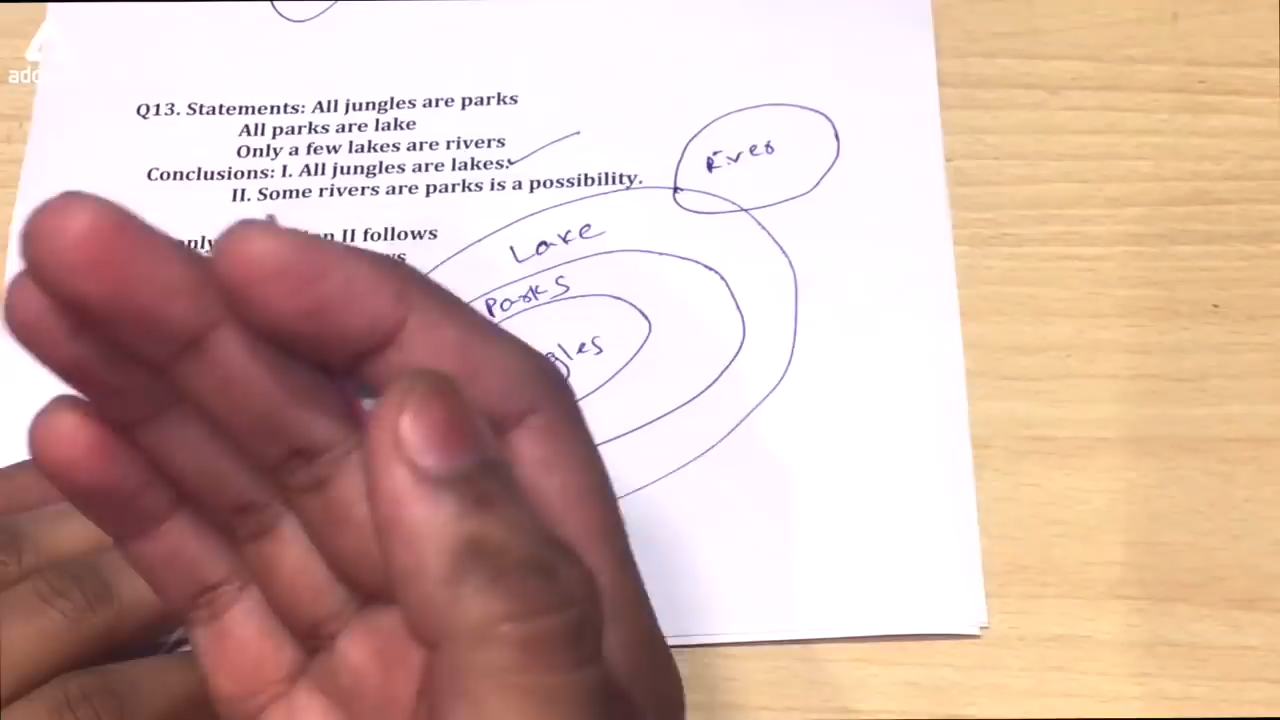 Q13. Statements: All jungles are parks
All parks are lake
Only a few lakes are rivers
Conclusions: I. All jungles are lakes.
II. Some rivers are parks is a possibility.
II follows
River
Lake
Parks